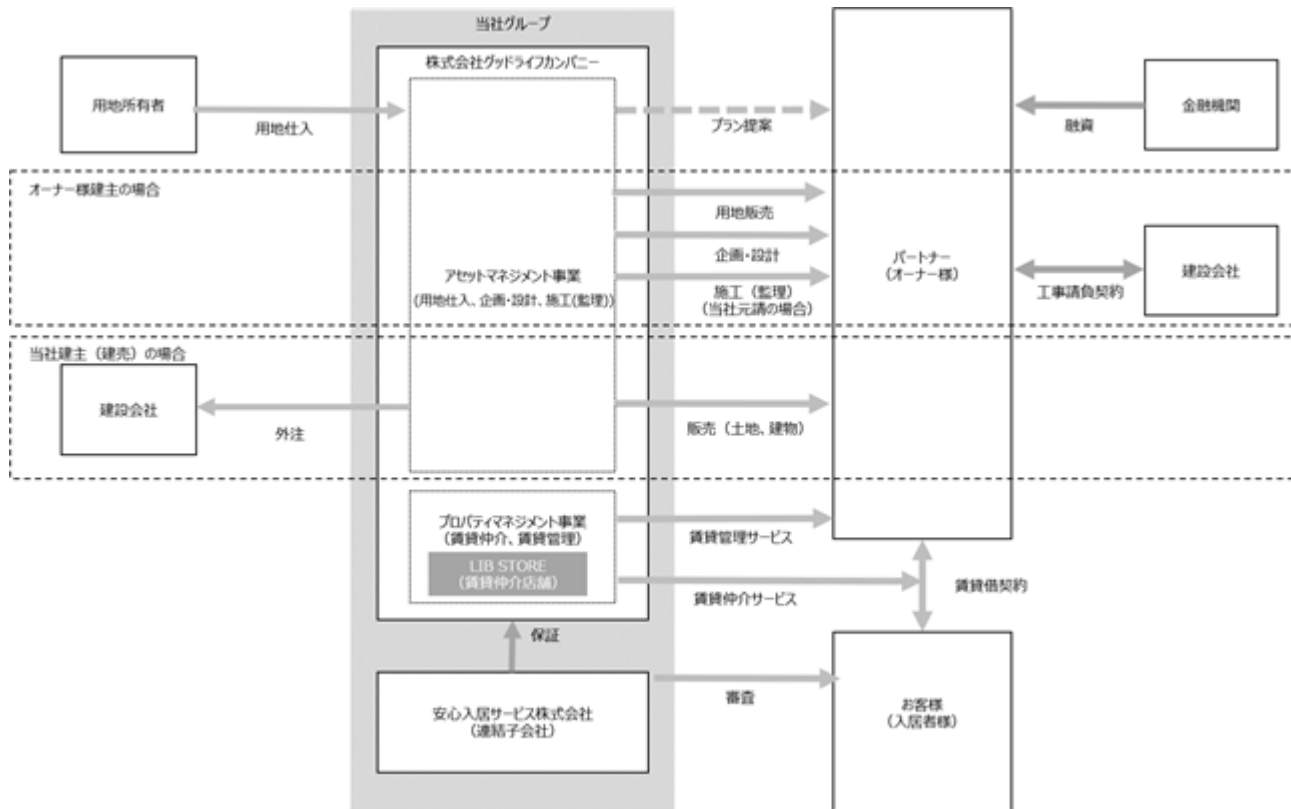 当社グループ
株式会社グッドライフカンパニー
用地所有者
用地仕入
プラン提案
融資
金融機関
オーナー様建主の場合
用地販売
企画・設計
施工（監理）
（当社元請の場合）
アセットマネジメント事業
(用地仕入、企画・設計、施工(監理))
パートナー
（オーナー様）
工事請負契約
建設会社
当社建主（建売）の場合
建設会社
外注
販売（土地、建物）
プロパティマネジメント事業
（賃貸仲介、賃貸管理）
LIB STORE
（賃貸仲介店舗）
賃貸管理サービス
賃貸仲介サービス
賃貸借契約
保証
安心入居サービス株式会社
（連結子会社）
審査
お客様
（入居者様）